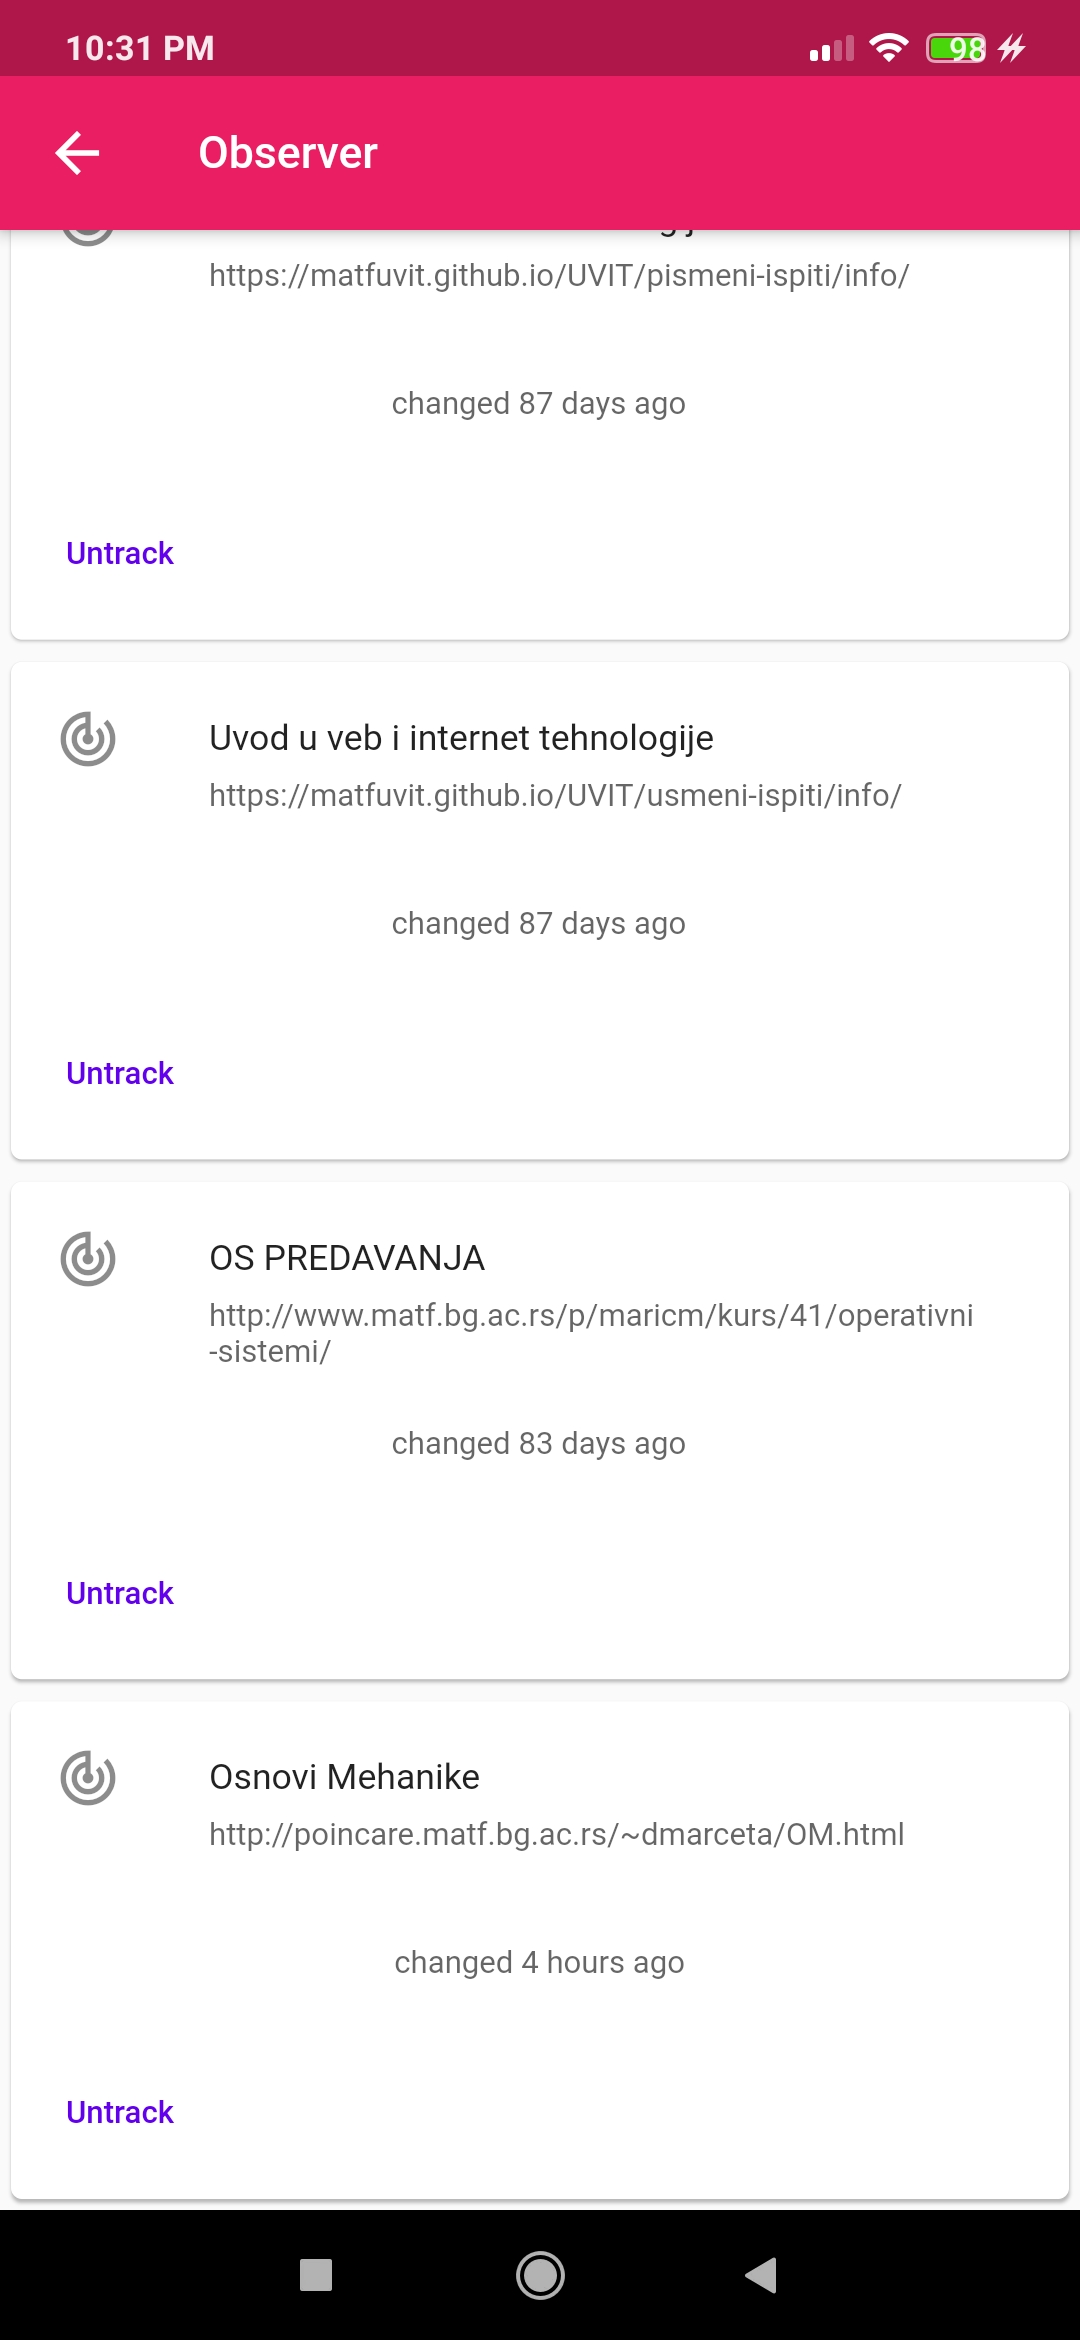 10:31 PM
98
Observer
https://matfuvit.github.io/UVIT/pismeni-ispiti/info/
changed 87 days ago
Untrack
Uvod u veb i internet tehnologije
https://matfuvit.github.io/UVIT/usmeni-ispiti/info/
changed 87 days ago
Untrack
OS PREDAVANJA
http://www.matf.bg.ac.rs/p/maricm/kurs/41/operativni
-sistemi/
changed 83 days ago
Untrack
Osnovi Mehanike
http://poincare.matf.bg.ac.rs/~dmarceta/OM.html
changed 4 hours ago
Untrack